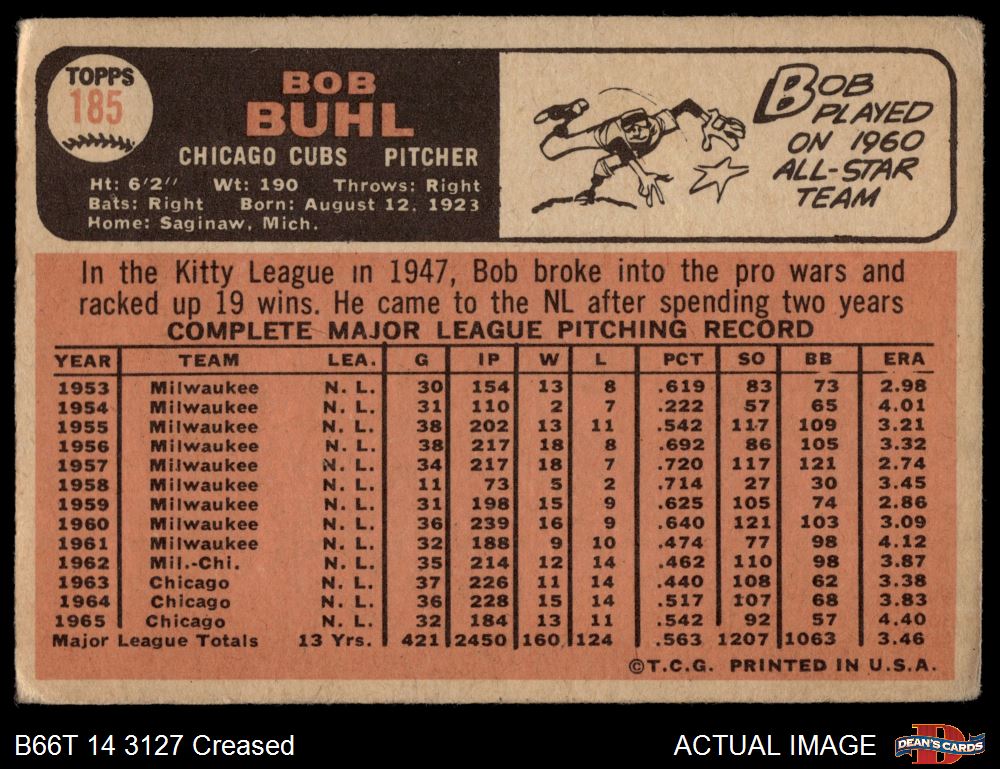 TOPPS
185
BOB
BUHL
CHICAGO CUBS PITCHER
Ht: 6'2'' Wt: 190 Throws: Right
Bats: Right Born: August 12, 1923
Home: Saginaw, Mich.
BOB
PLAYED
ON 1960
ALL-STAR
TEAM
In the Kitty League in 1947, Bob broke into the pro wars and
racked up 19 wins. He came to the NL after spending two years
COMPLETE MAJOR LEAGUE PITCHING RECORD
YEAR TEAM LEA. G IP W L PCT SO BB ERA
1953 Milwaukee N. L. 30 154 13 8 .619 83 73 2.98
1954 Milwaukee N. L. 31 110 2 7 .222 57 65 4.01
1955 Milwaukee N. L. 38 202 13 11 .542 117 109 3.21
1956 Milwaukee N. L. 38 217 18 8 .692 86 105 3.32
1957 Milwaukee N. L. 34 217 18 7 .720 117 121 2.74
1958 Milwaukee N. L. 11 73 5 2 .714 27 30 3.45
1959 Milwaukee N. L. 31 198 15 9 .625 105 74 2.86
1960 Milwaukee N. L. 36 239 16 9 .640 121 103 3.09
1961 Milwaukee N. L. 32 188 9 10 .474 77 98 4.12
1962 Mil.-Chi. N. L. 35 214 12 14 .462 110 98 3.87
1963 Chicago N. L. 37 226 11 14 .440 108 62 3.38
1964 Chicago N. L. 36 228 15 14 .517 107 68 3.83
1965 Chicago N. L. 32 184 13 11 .542 92 57 4.40
Major League Totals 13 Yrs. 421 2450 160 124 .563 1207 1063 3.46
©T.C.G. PRINTED IN U.S.A.
B66T 14 3127 Creased
ACTUAL IMAGE
D
DEAN'S CARDS